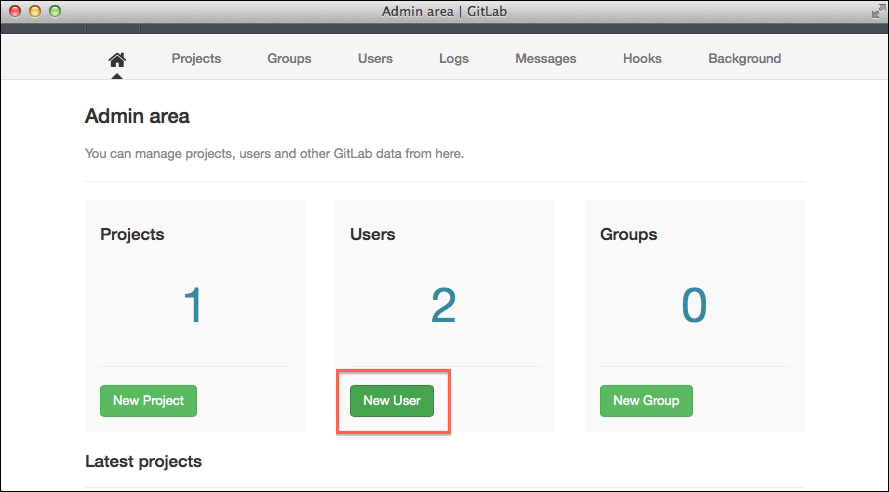 Admin area | GitLab
Projects Groups Users Logs Messages Hooks Background
Admin area
You can manage projects, users and other GitLab data from here.
Projects
1
New Project
Users
2
New User
Groups
0
New Group
Latest projects